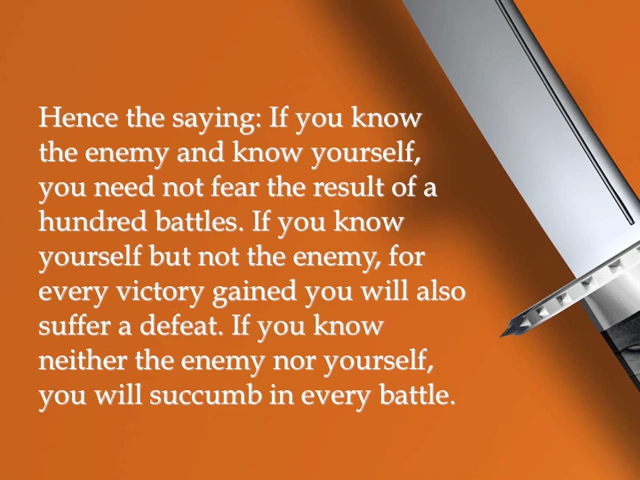 Hence the saying: If you know
the enemy and know yourself,
you need not fear the result of a
hundred battles. If you know
yourself but not the enemy, for
every victory gained you will also
suffer a defeat. If you know
neither the enemy nor yourself,
you will succumb in every battle.